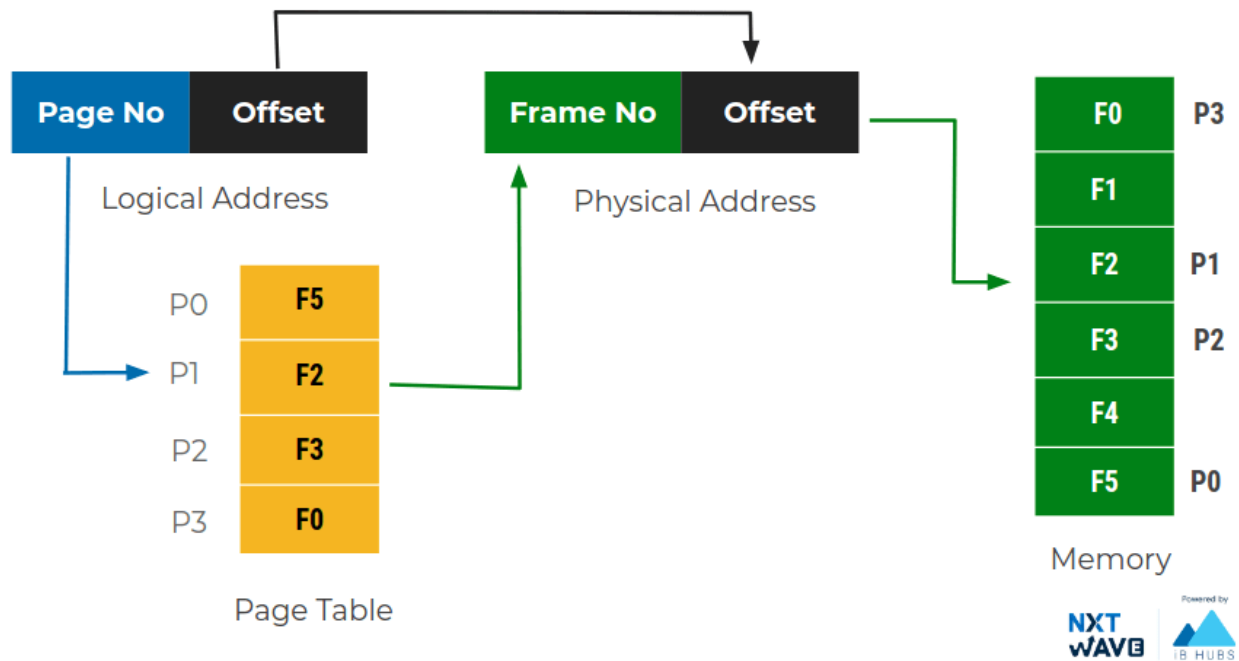 Page No
Offset
Frame No
Offset
Logical Address
Physical Address
P0
F5
P1
F2
P2
F3
P3
F0
Page Table
F0
P3
F1
F2
P1
F3
P2
F4
F5
P0
Memory
NXT
WAVE
Powered by
iB HUBS